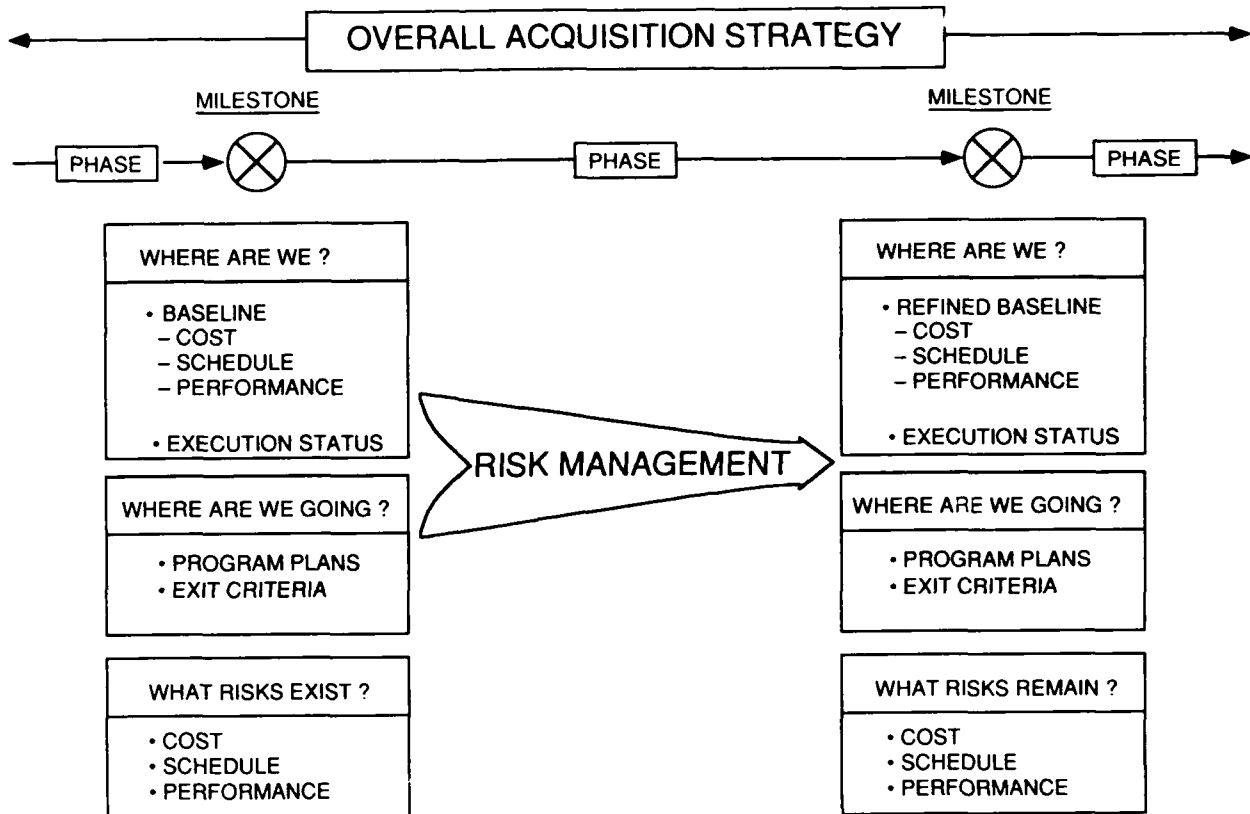 OVERALL ACQUISITION STRATEGY
MILESTONE
MILESTONE
PHASE
PHASE
PHASE
WHERE ARE WE ?
• BASELINE
– COST
– SCHEDULE
– PERFORMANCE
• EXECUTION STATUS
WHERE ARE WE GOING ?
• PROGRAM PLANS
• EXIT CRITERIA
WHAT RISKS EXIST ?
• COST
• SCHEDULE
• PERFORMANCE
RISK MANAGEMENT
WHERE ARE WE ?
• REFINED BASELINE
– COST
– SCHEDULE
– PERFORMANCE
• EXECUTION STATUS
WHERE ARE WE GOING ?
• PROGRAM PLANS
• EXIT CRITERIA
WHAT RISKS REMAIN ?
• COST
• SCHEDULE
• PERFORMANCE